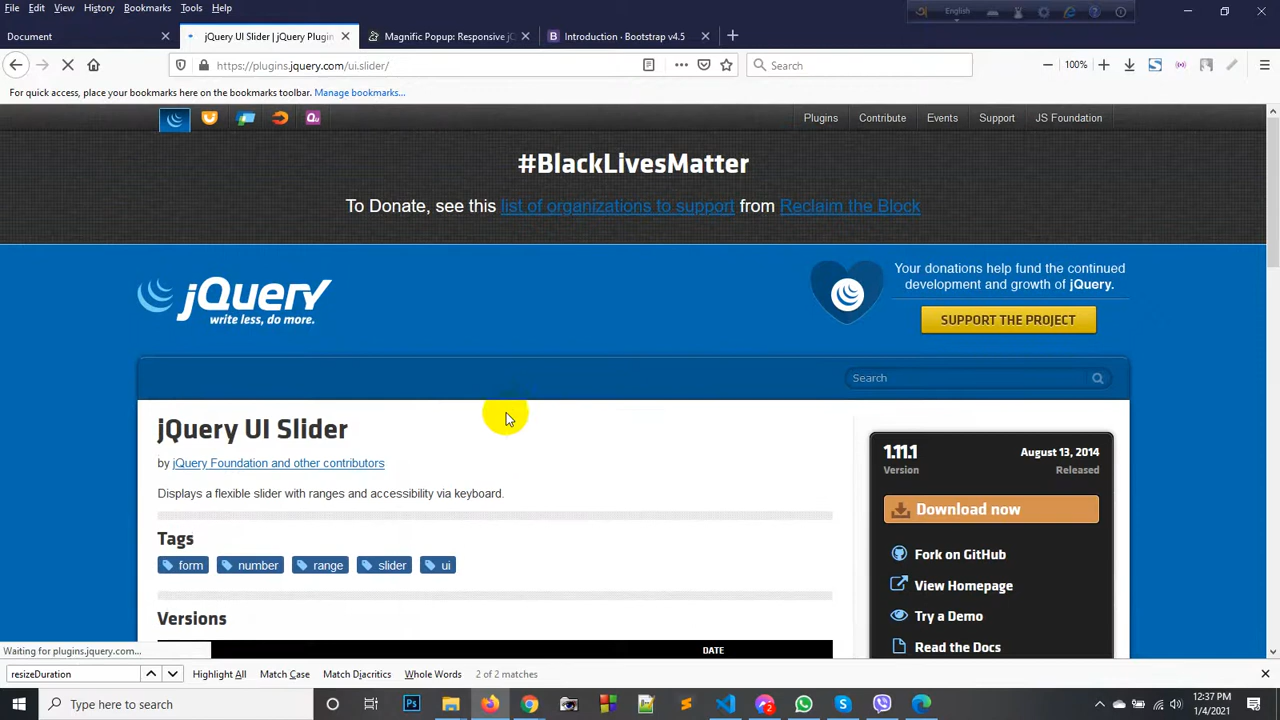 File Edit View History Bookmarks Tools Help
English
Document
jQuery UI Slider | jQuery Plugin
Magnific Popup: Responsive jQ
Introduction · Bootstrap v4.5
https://plugins.jquery.com/ui.slider/
Search
100%
For quick access, place your bookmarks here on the bookmarks toolbar. Manage bookmarks...
Qu
Plugins Contribute Events Support JS Foundation
#BlackLivesMatter
To Donate, see this list of organizations to support from Reclaim the Block
jQuery
write less, do more.
Your donations help fund the continued
development and growth of jQuery.
SUPPORT THE PROJECT
Search
jQuery UI Slider
by jQuery Foundation and other contributors
Displays a flexible slider with ranges and accessibility via keyboard.
Tags
form number range slider ui
Versions
DATE
1.11.1 August 13, 2014
Version Released
Download now
Fork on GitHub
View Homepage
Try a Demo
Read the Docs
Waiting for plugins.jquery.com...
resizeDuration Highlight All Match Case Match Diacritics Whole Words 2 of 2 matches
Type here to search
Ps
2
12:37 PM
1/4/2021